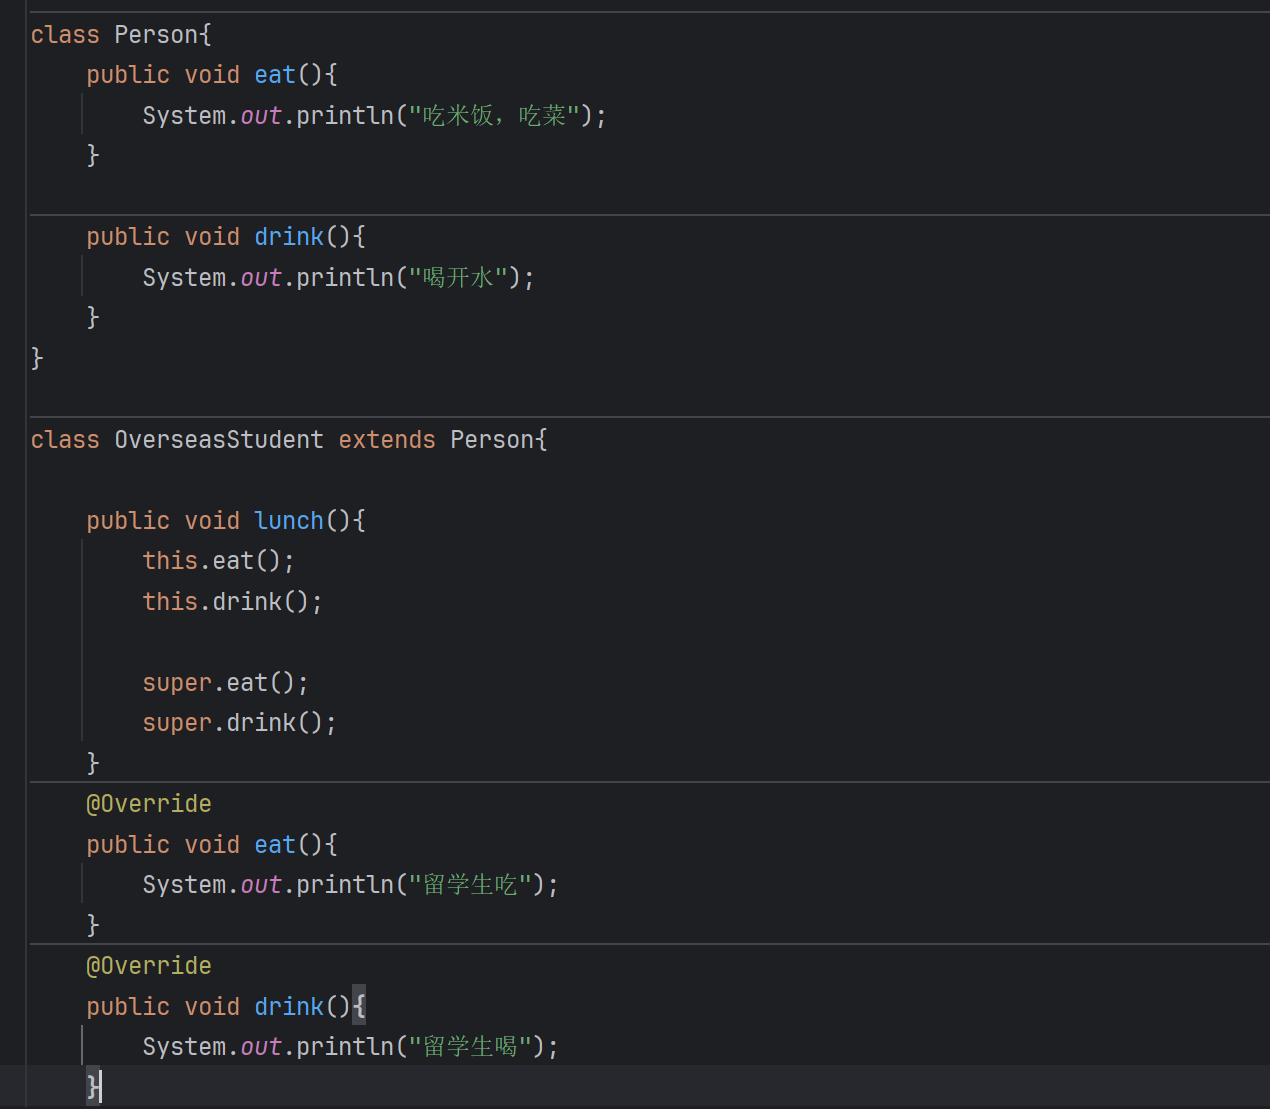 class Person{
    public void eat(){
        System.out.println("吃米饭，吃菜");
    }
    public void drink(){
        System.out.println("喝开水");
    }
}
class OverseasStudent extends Person{
    public void lunch(){
        this.eat();
        this.drink();
        super.eat();
        super.drink();
    }
    @Override
    public void eat(){
        System.out.println("留学生吃");
    }
    @Override
    public void drink(){
        System.out.println("留学生喝");
    }